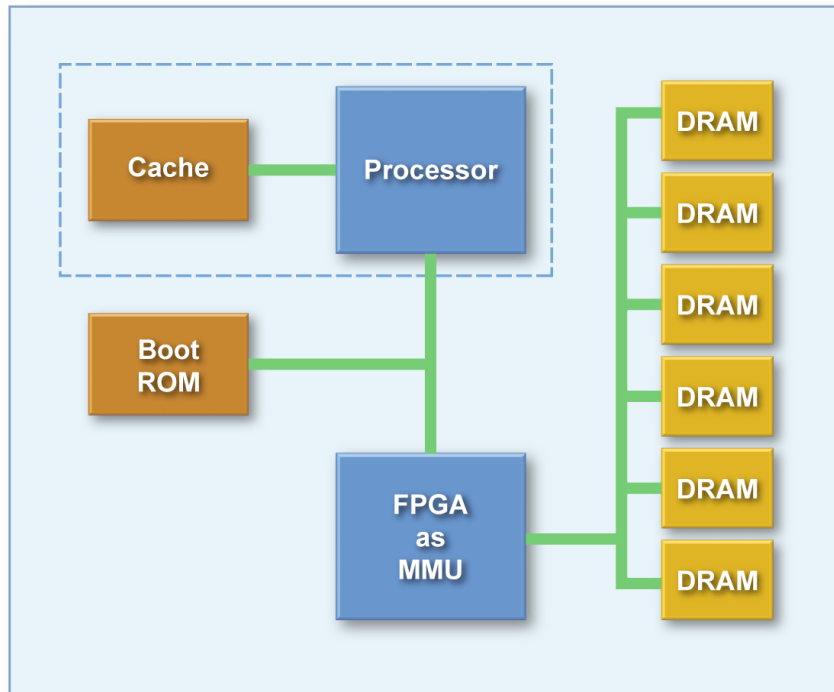 Cache
Processor
Boot
ROM
FPGA
as
MMU
DRAM
DRAM
DRAM
DRAM
DRAM
DRAM